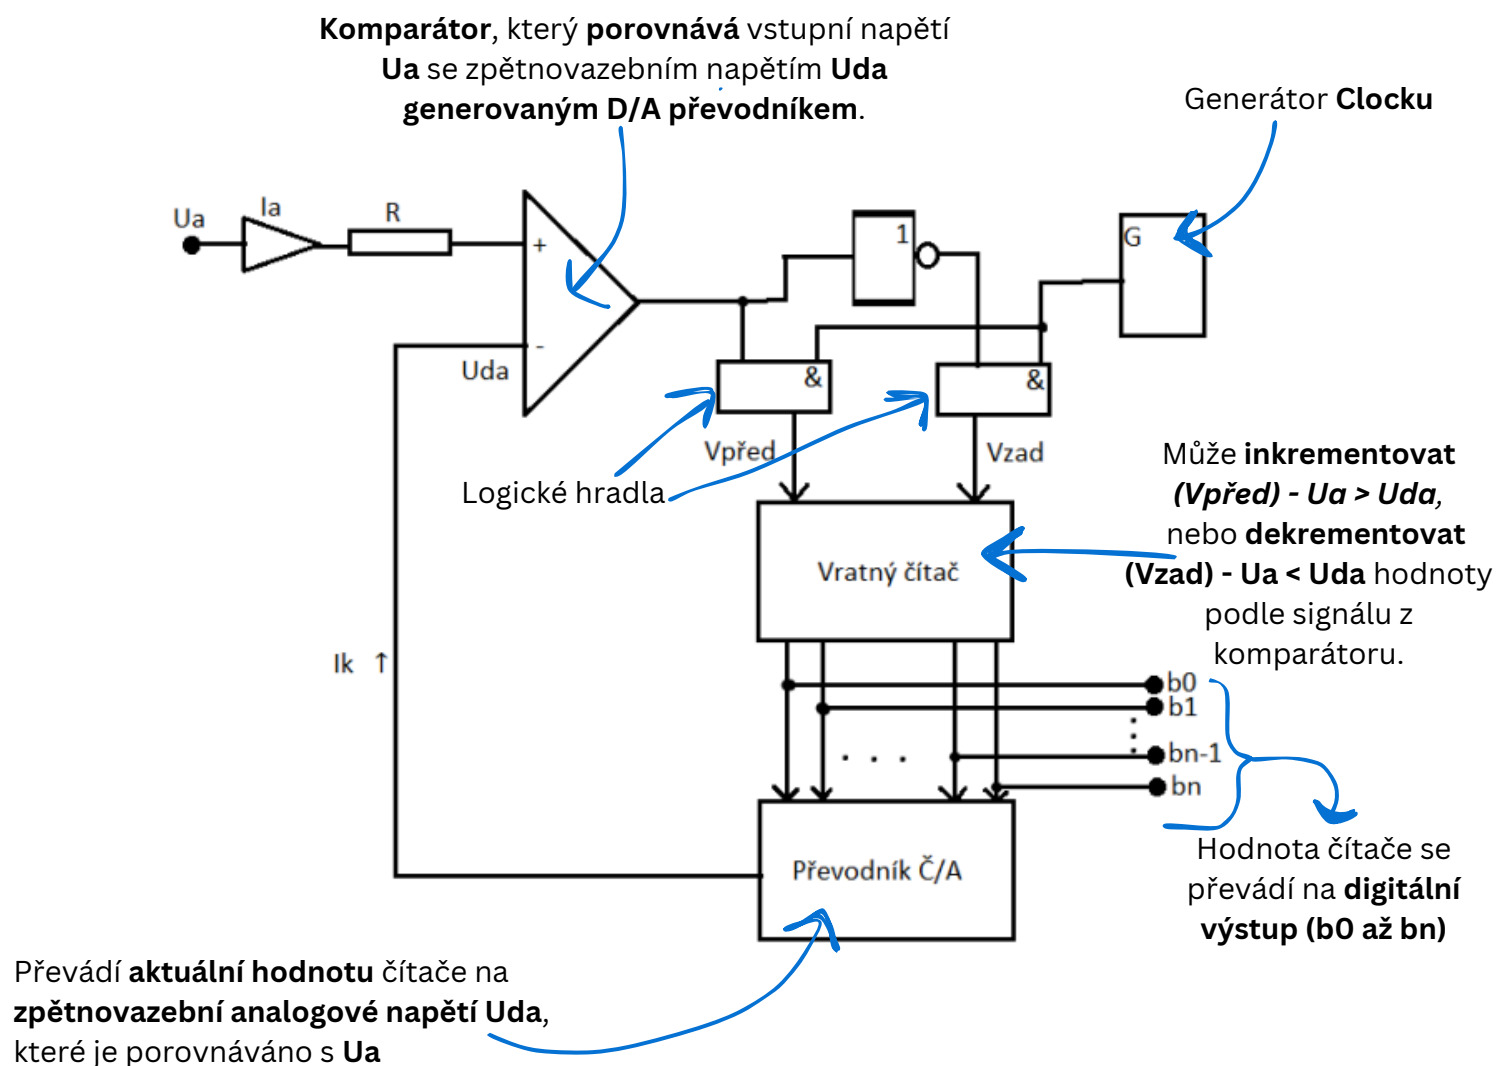 Komparátor, který porovnává vstupní napětí
Ua se zpětnovazebním napětím Uda
generovaným D/A převodníkem.
Generátor Clocku
Ua
Ia
R
+
1
G
-
Uda
&
&
Vpřed
Vzad
Logické hradla
Může inkrementovat
(Vpřed) - Ua > Uda,
nebo dekrementovat
(Vzad) - Ua < Uda hodnoty
podle signálu z
komparátoru.
Vratný čítač
Ik ↑
b0
b1
bn-1
. . .
bn
Hodnota čítače se
převádí na digitální
výstup (b0 až bn)
Převodník Č/A
Převádí aktuální hodnotu čítače na
zpětnovazební analogové napětí Uda,
které je porovnáváno s Ua